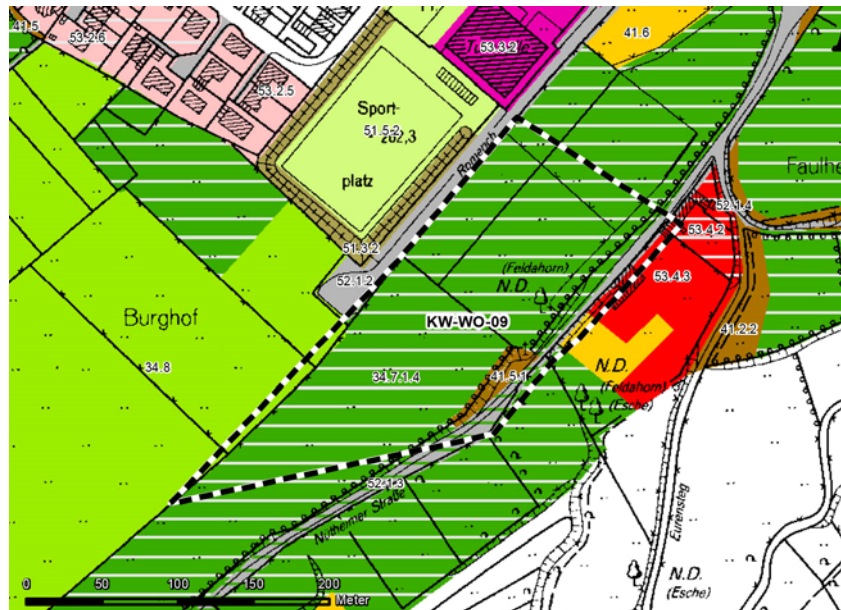 41.5
53.2.6
53.2.5
H.
53.3.2
41.6
Sport-
51.5.2
282,3
platz
Römerich
Faulhe
52.1.4
53.4.2
51.3.2
52.1.2
(Feldahorn)
N.D.
53.4.3
Burghof
KW-WO-09
41.2.2
34.8
34.7.1.4
41.5.1
N.D.
(Feldahorn)
(Esche)
52.1.3
Nütheimer Straße
Eurensteg
N.D.
(Esche)
0 50 100 150 200
Meter